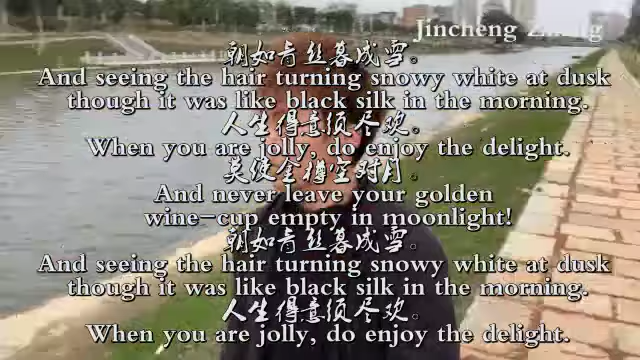 Jincheng Zhang
朝如青丝暮成雪。
And seeing the hair turning snowy white at dusk
though it was like black silk in the morning.
人生得意须尽欢。
When you are jolly, do enjoy the delight.
莫使金樽空对月。
And never leave your golden
wine-cup empty in moonlight!
朝如青丝暮成雪。
And seeing the hair turning snowy white at dusk
though it was like black silk in the morning.
人生得意须尽欢。
When you are jolly, do enjoy the delight.